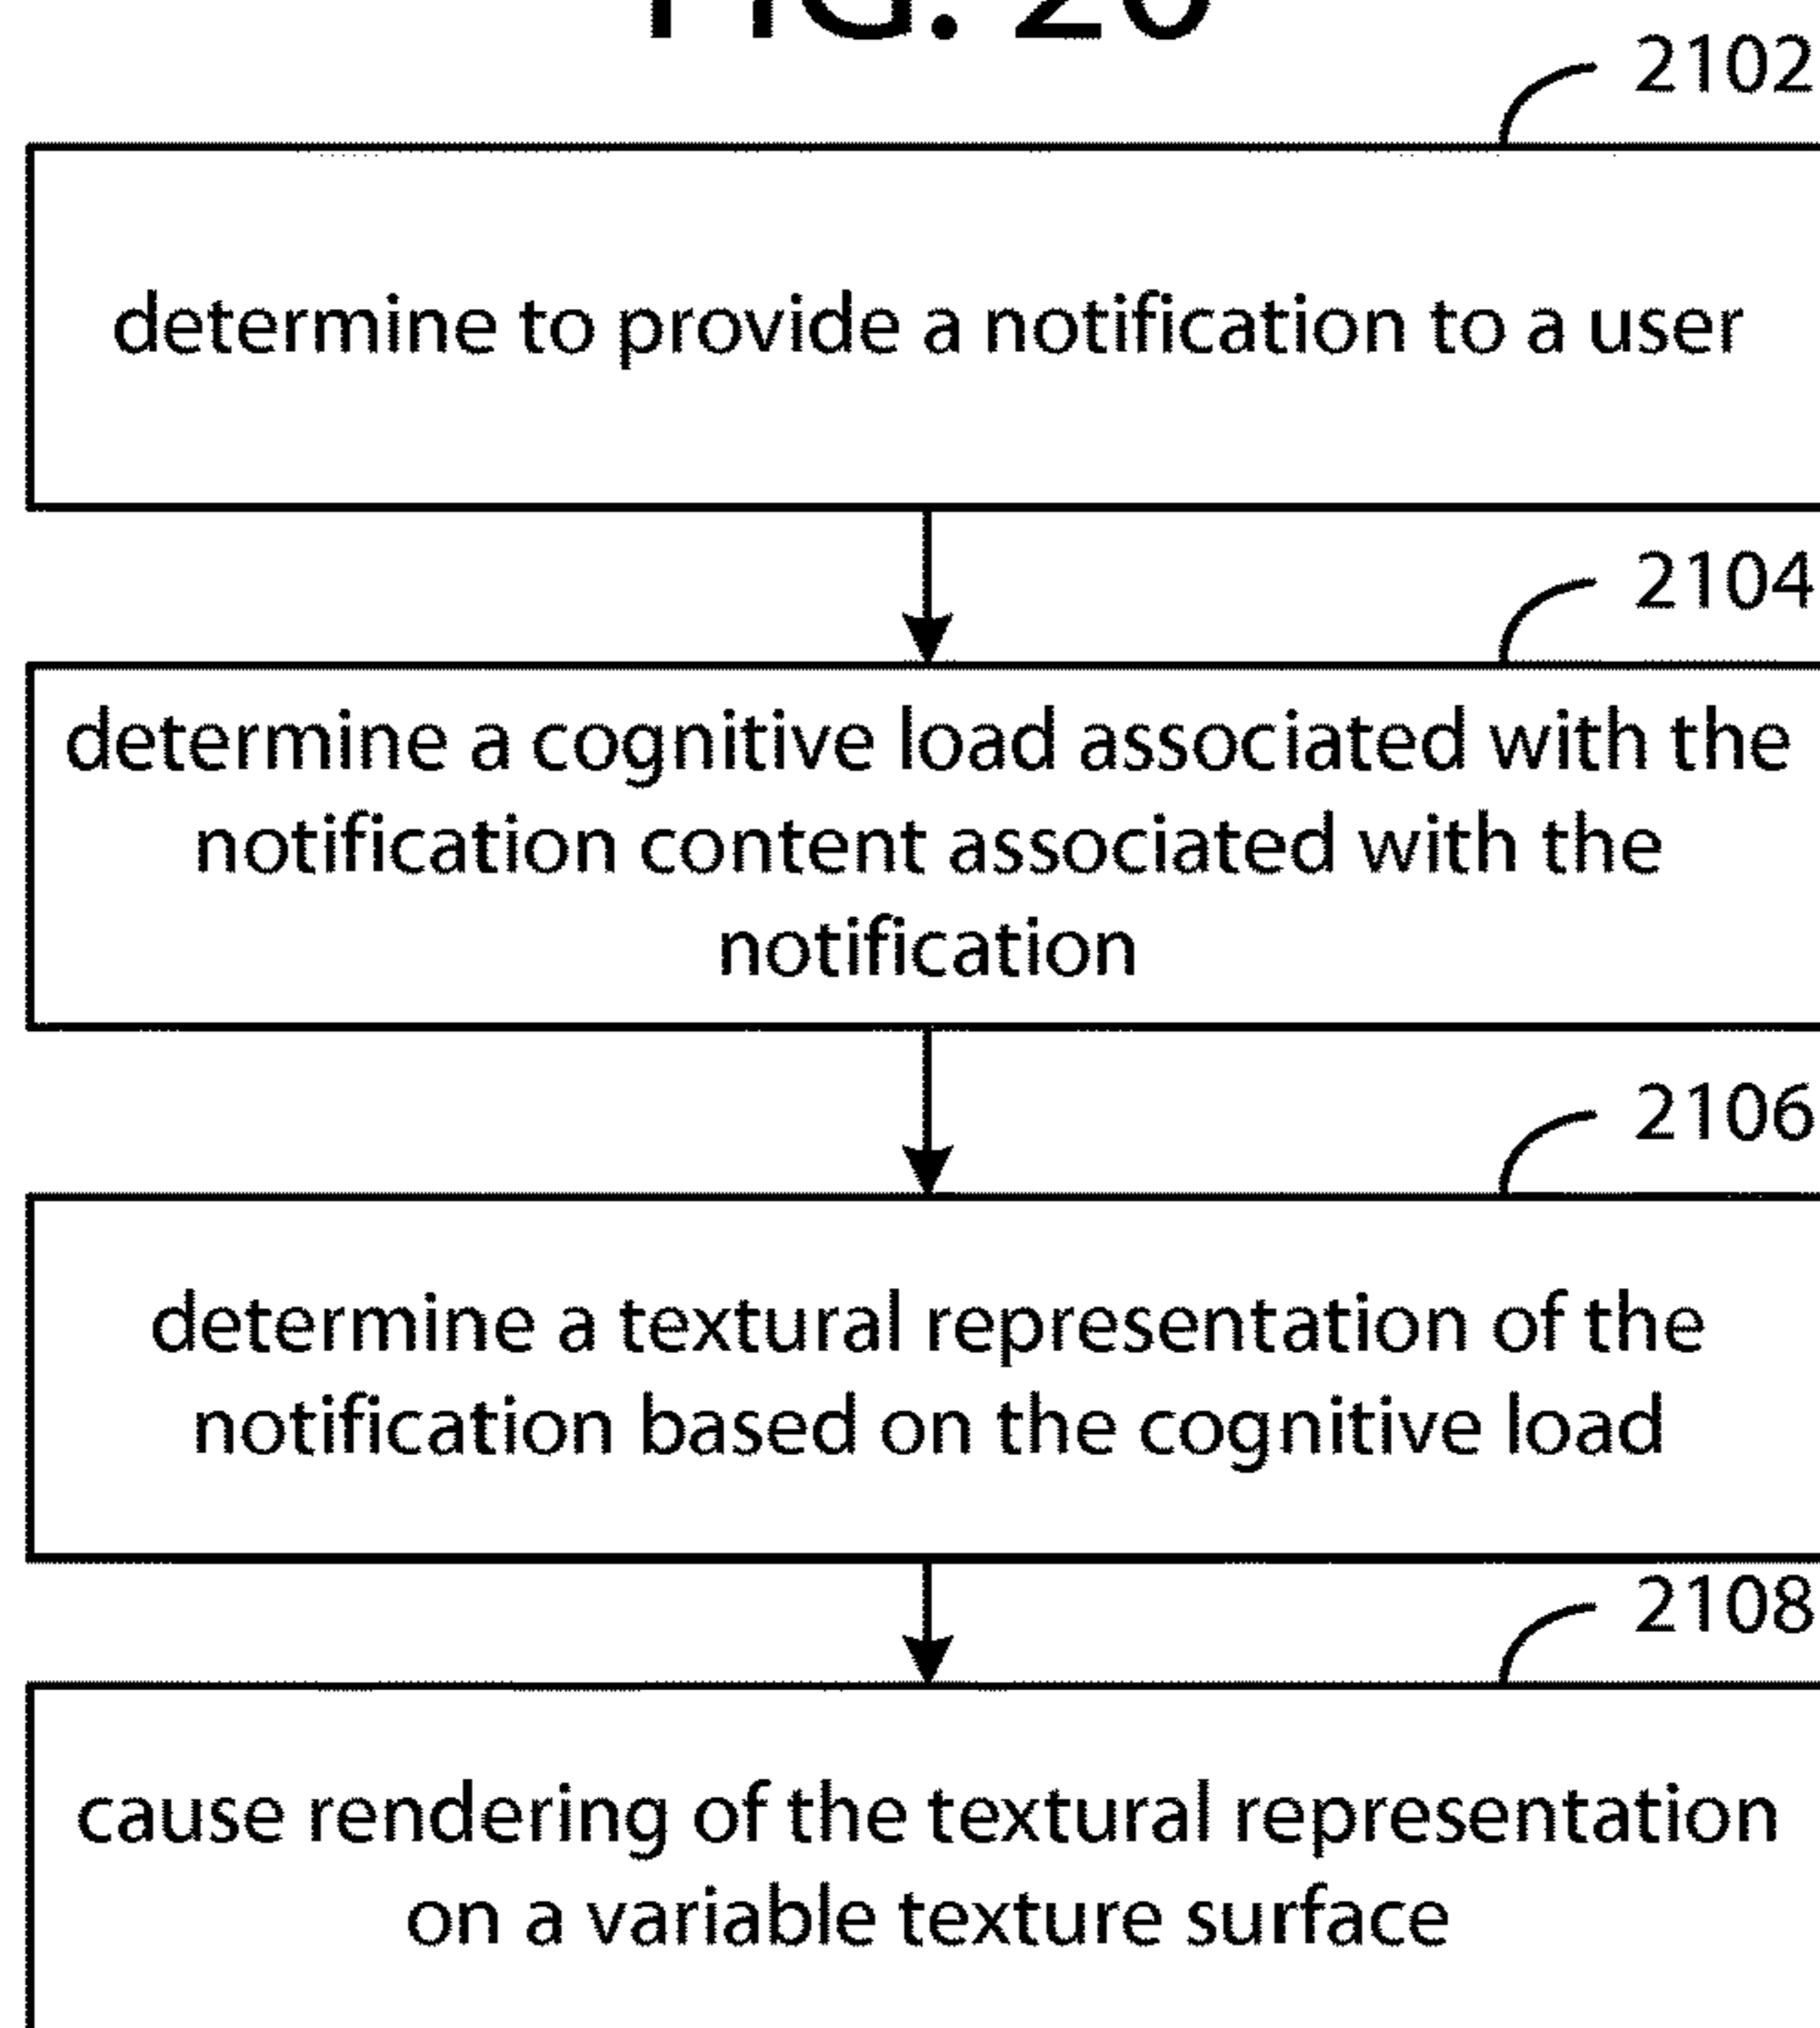 FIG. 20
2102
determine to provide a notification to a user
2104
determine a cognitive load associated with the
notification content associated with the
notification
2106
determine a textural representation of the
notification based on the cognitive load
2108
cause rendering of the textural representation
on a variable texture surface